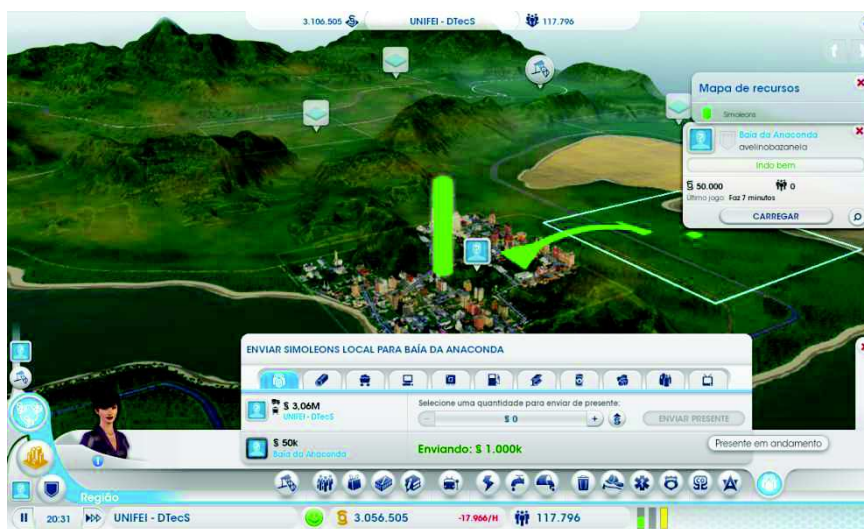 3.106.505
UNIFEI - DTecS
117.796
Mapa de recursos
Simoleons
Baía da Anaconda
avelinobazanela
Indo bem
$ 50.000
0
Último jogo: Faz 7 minutos
CARREGAR
ENVIAR SIMOLEONS LOCAL PARA BAÍA DA ANACONDA
$ 3,06M
UNIFEI - DTecS
Selecione uma quantidade para enviar de presente:
$ 0
ENVIAR PRESENTE
$ 50k
Baía da Anaconda
Enviando: $ 1.000k
Presente em andamento
Região
20:31
UNIFEI - DTecS
3.056.505
-17.966/H
117.796